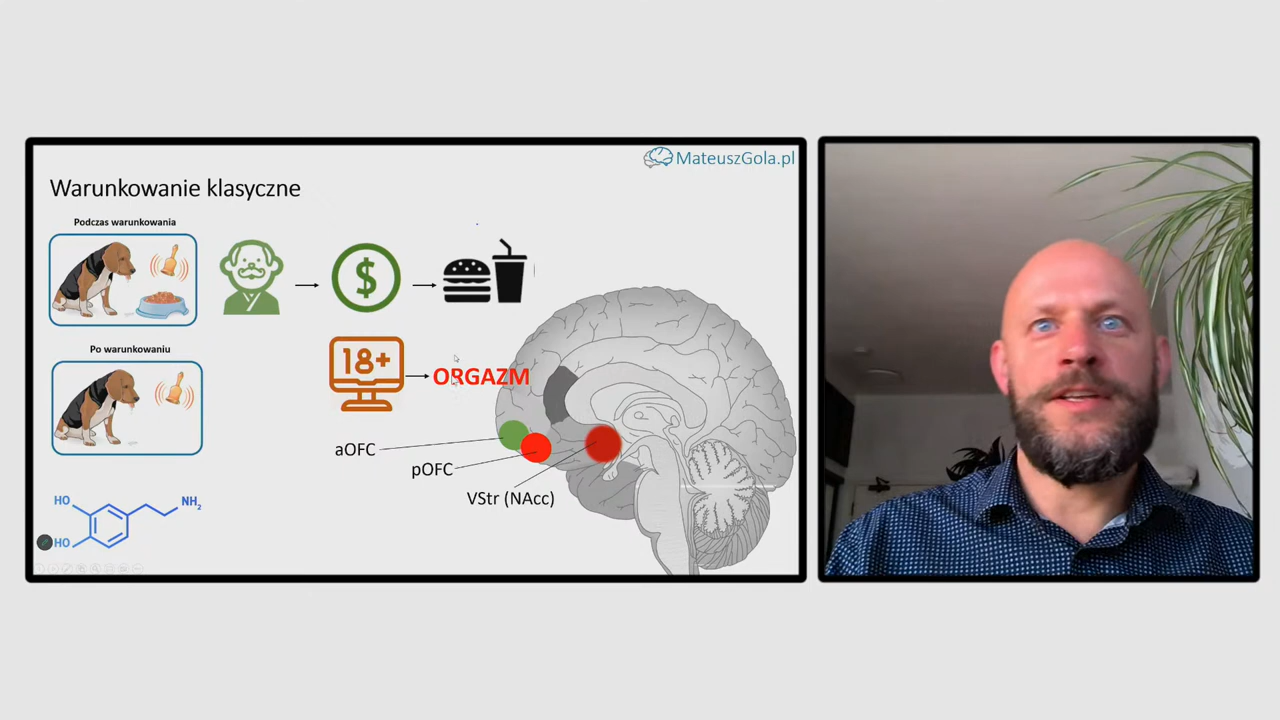 MateuszGola.pl
Warunkowanie klasyczne
Podczas warunkowania
$
Po warunkowaniu
18+
ORGAZM
aOFC
pOFC
VStr (NAcc)
HO
NH₂
HO